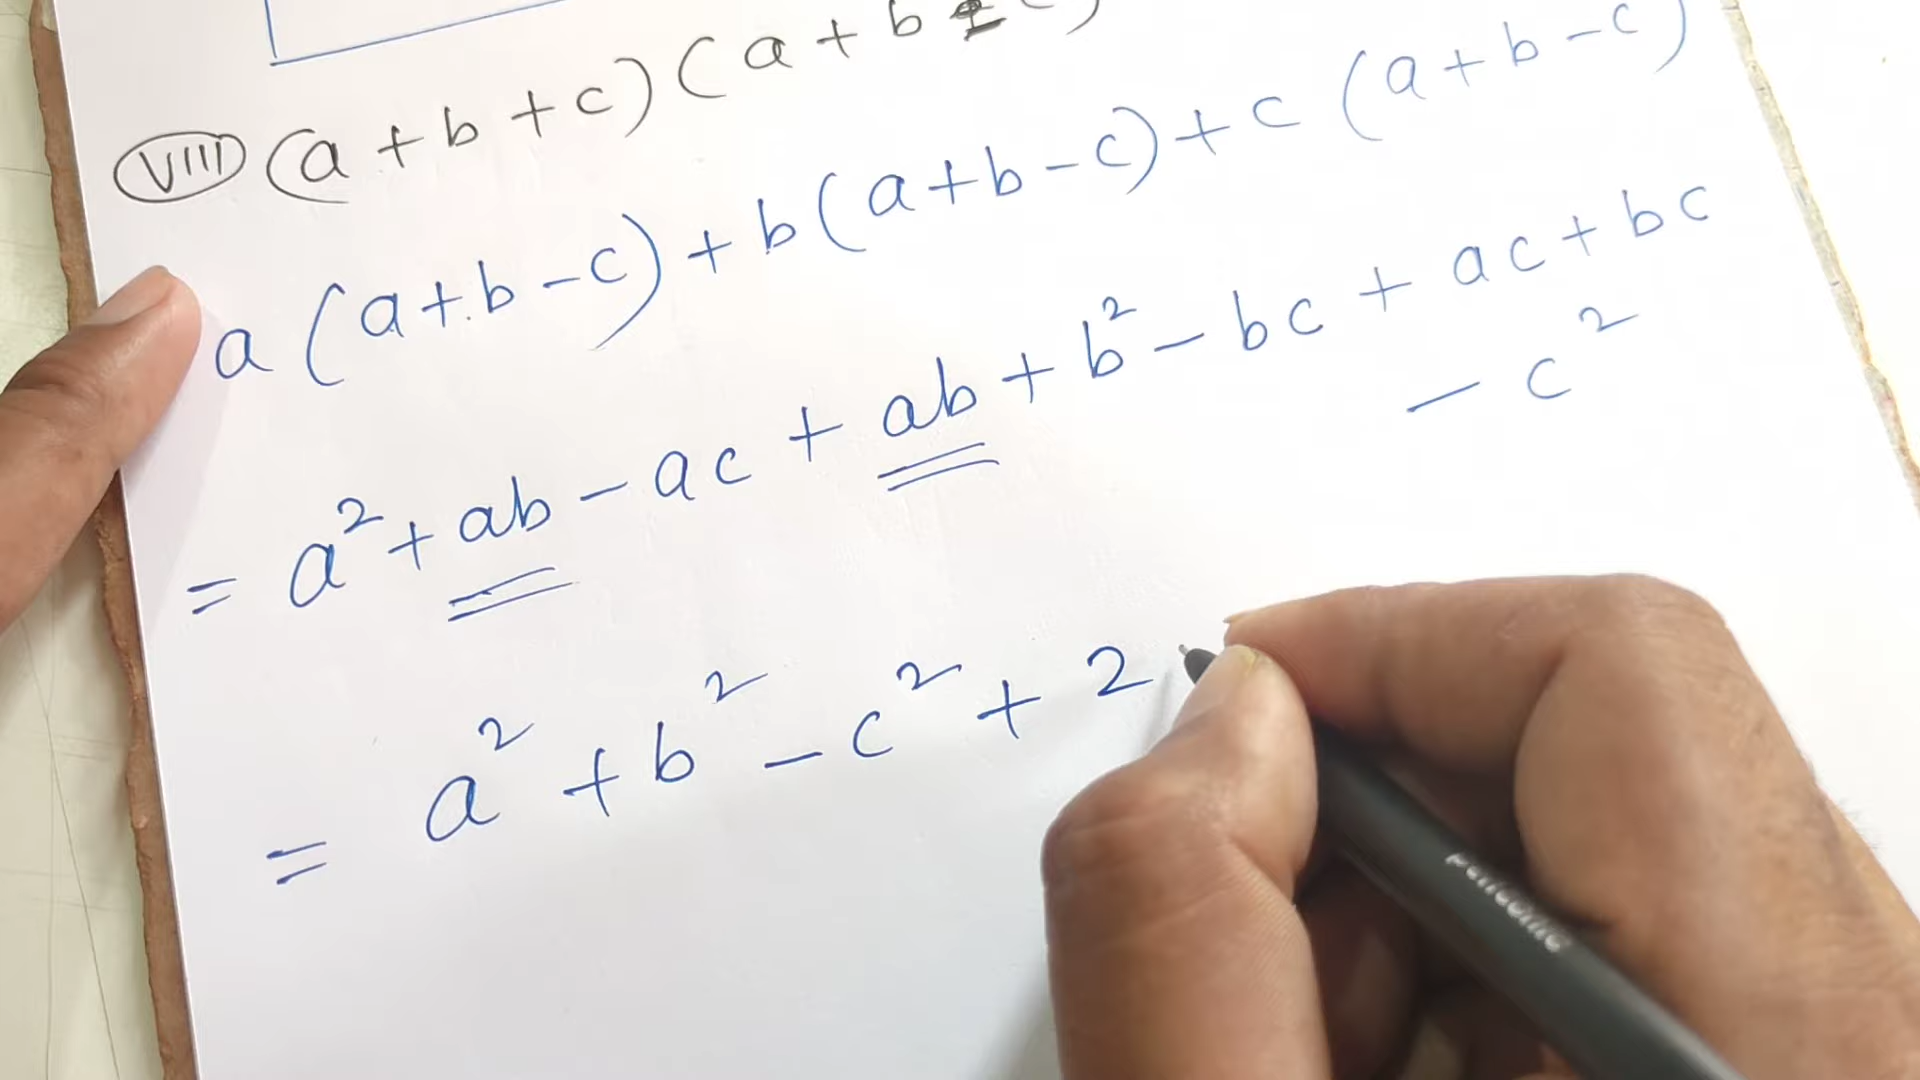 VIII (a + b + c) (a + b - c)
a (a + b - c) + b (a + b - c) + c (a + b - c)
= a² + ab - ac + ab + b² - bc + ac + bc
- c²
= a² + b² - c² + 2